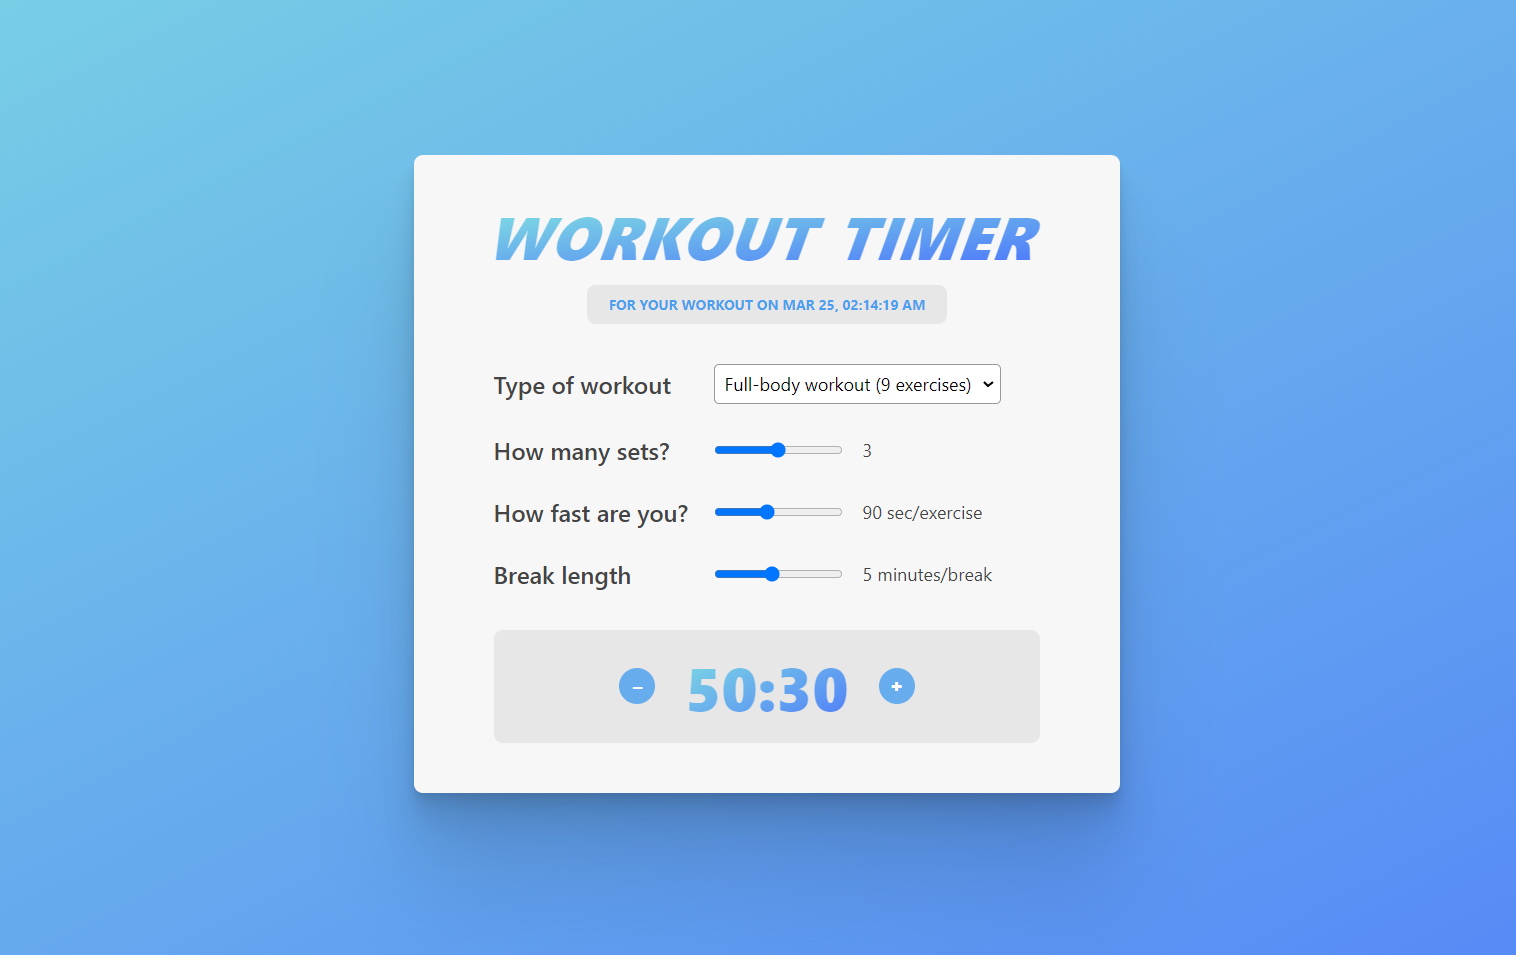 WORKOUT TIMER
FOR YOUR WORKOUT ON MAR 25, 02:14:19 AM
Type of workout Full-body workout (9 exercises)
How many sets? 3
How fast are you? 90 sec/exercise
Break length 5 minutes/break
– 50:30 +